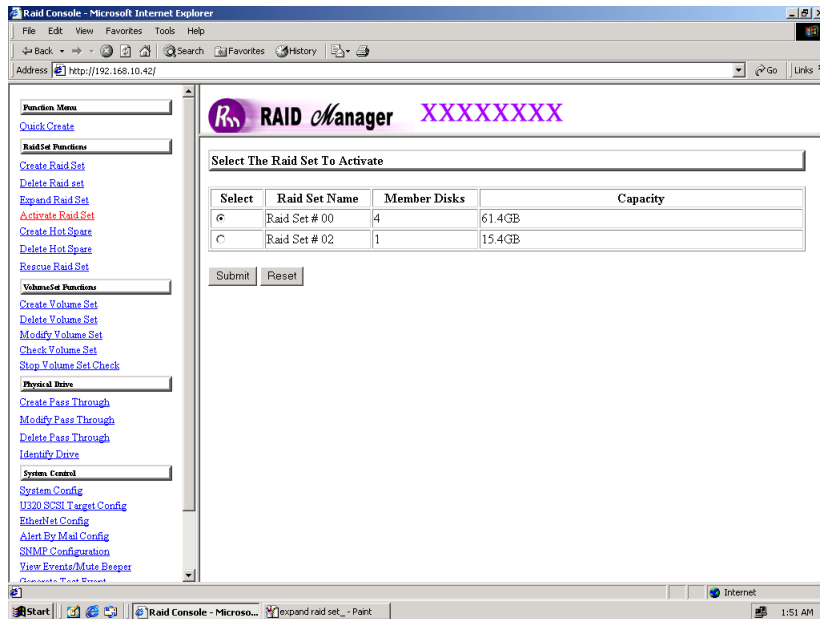 Raid Console - Microsoft Internet Explorer
File Edit View Favorites Tools Help
Back Search Favorites History
Address http://192.168.10.42/ Go Links
Function Menu
Quick Create
RaidSet Functions
Create Raid Set
Delete Raid set
Expand Raid Set
Activate Raid Set
Create Hot Spare
Delete Hot Spare
Rescue Raid Set
VolumeSet Functions
Create Volume Set
Delete Volume Set
Modify Volume Set
Check Volume Set
Stop Volume Set Check
Physical Drive
Create Pass Through
Modify Pass Through
Delete Pass Through
Identify Drive
System Control
System Config
U320 SCSI Target Config
EtherNet Config
Alert By Mail Config
SNMP Configuration
View Events/Mute Beeper
Generate Test Event
RAID Manager XXXXXXXX
Select The Raid Set To Activate
Select Raid Set Name Member Disks Capacity
Raid Set # 00 4 61.4GB
Raid Set # 02 1 15.4GB
Submit Reset
Internet
Start Raid Console - Microso... expand raid set_ - Paint 1:51 AM